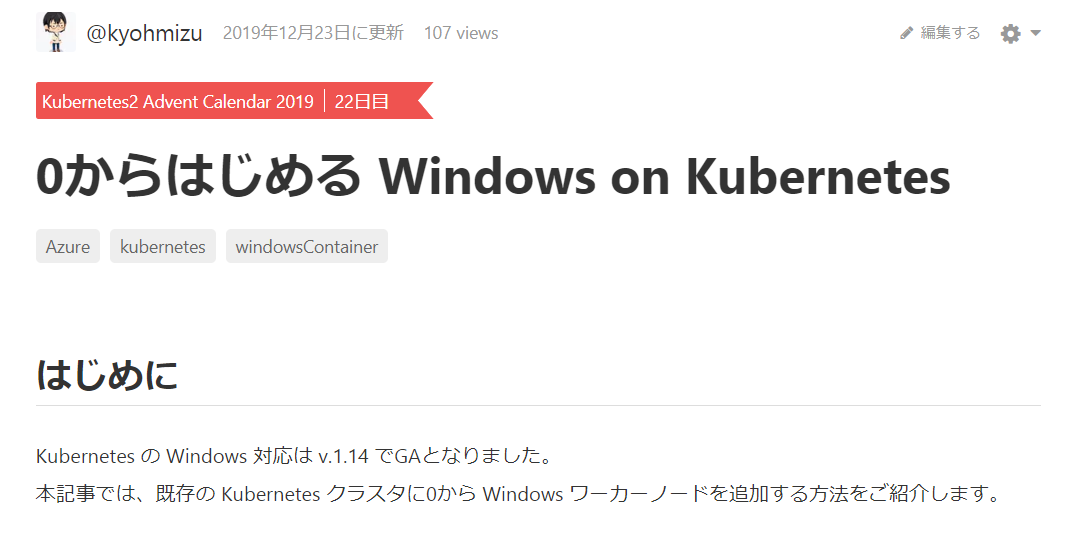 @kyohmizu 2019年12月23日に更新 107 views 編集する
Kubernetes2 Advent Calendar 2019 22日目
0からはじめる Windows on Kubernetes
Azure kubernetes windowsContainer
はじめに
Kubernetes の Windows 対応は v.1.14 でGAとなりました。
本記事では、既存の Kubernetes クラスタに0から Windows ワーカーノードを追加する方法をご紹介します。